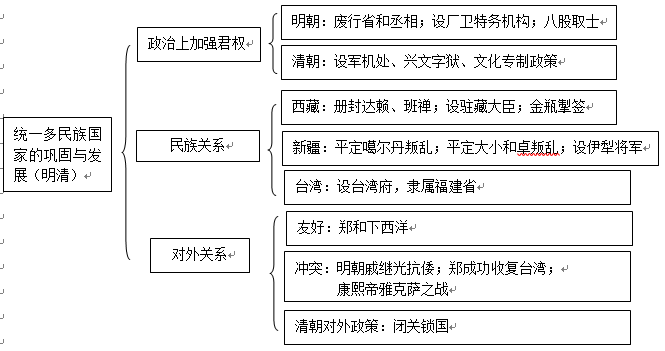 统一多民族国
家的巩固与发
展（明清）
政治上加强君权
明朝：废行省和丞相；设厂卫特务机构；八股取士
清朝：设军机处、兴文字狱、文化专制政策
民族关系
西藏：册封达赖、班禅；设驻藏大臣；金瓶掣签
新疆：平定噶尔丹叛乱；平定大小和卓叛乱；设伊犁将军
台湾：设台湾府，隶属福建省
对外关系
友好：郑和下西洋
冲突：明朝戚继光抗倭；郑成功收复台湾；
康熙帝雅克萨之战
清朝对外政策：闭关锁国